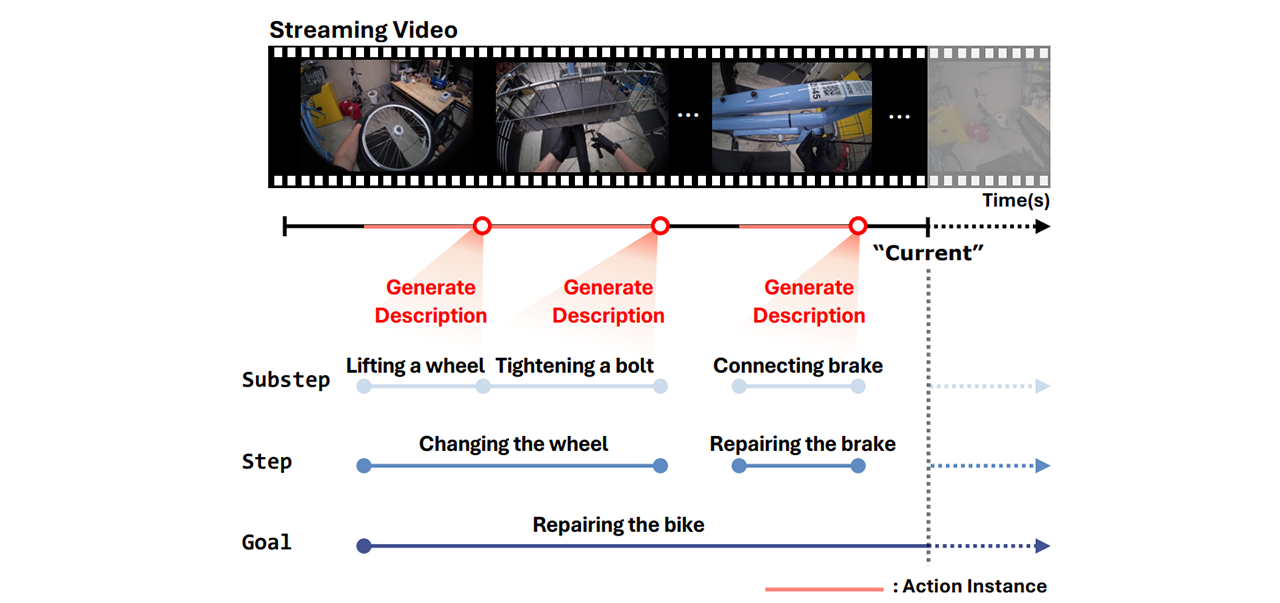 Streaming Video
...
...
Time(s)
“Current”
Generate
Description
Generate
Description
Generate
Description
Substep
Lifting a wheel
Tightening a bolt
Connecting brake
Step
Changing the wheel
Repairing the brake
Goal
Repairing the bike
: Action Instance